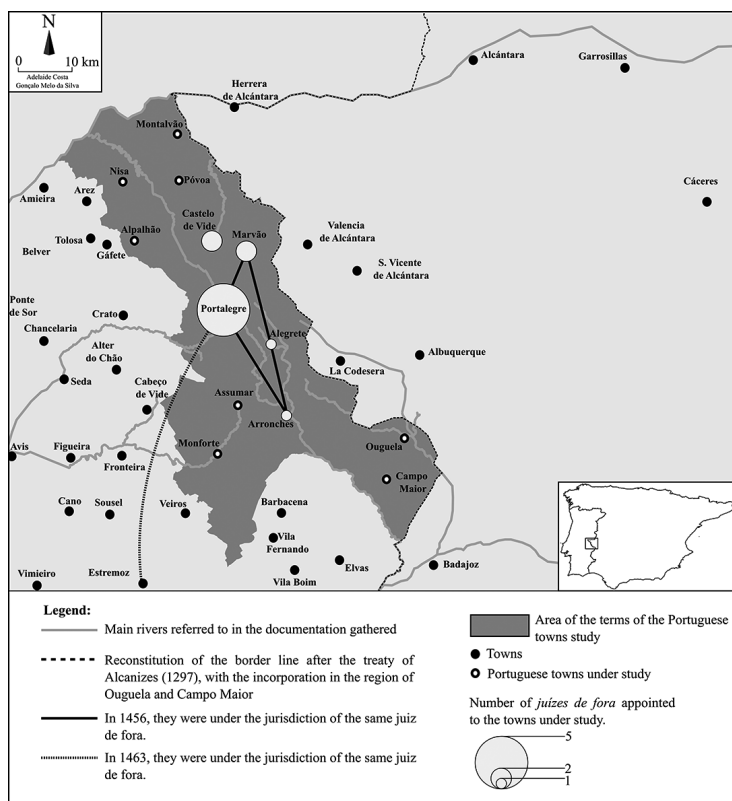 N
0 10 km
Adelaide Costa
Gonçalo Melo da Silva
Alcántara
Garrosillas
Herrera
de Alcántara
Montalvão
Nisa
Póvoa
Amieira
Arez
Cáceres
Castelo
de Vide
Marvão
Alpalhão
Tolosa
Gáfete
Belver
Valencia
de Alcántara
S. Vicente
de Alcántara
Ponte
de Sor
Crato
Portalegre
Chancelaria
Alegrete
Alter
do Chão
La Codesera
Albuquerque
Seda
Cabeço
de Vide
Assumar
Arronches
Avis
Figueira
Fronteira
Monforte
Ouguela
Campo
Maior
Cano
Sousel
Veiros
Barbacena
Vila
Fernando
Vila Boim
Elvas
Badajoz
Vimieiro
Estremoz
Legend:
Main rivers referred to in the documentation gathered
Reconstitution of the border line after the treaty of
Alcanizes (1297), with the incorporation in the region of
Ouguela and Campo Maior
In 1456, they were under the jurisdiction of the same juiz
de fora.
In 1463, they were under the jurisdiction of the same juiz
de fora.
Area of the terms of the Portuguese
towns study
Towns
Portuguese towns under study
Number of juízes de fora appointed
to the towns under study.
5
2
1